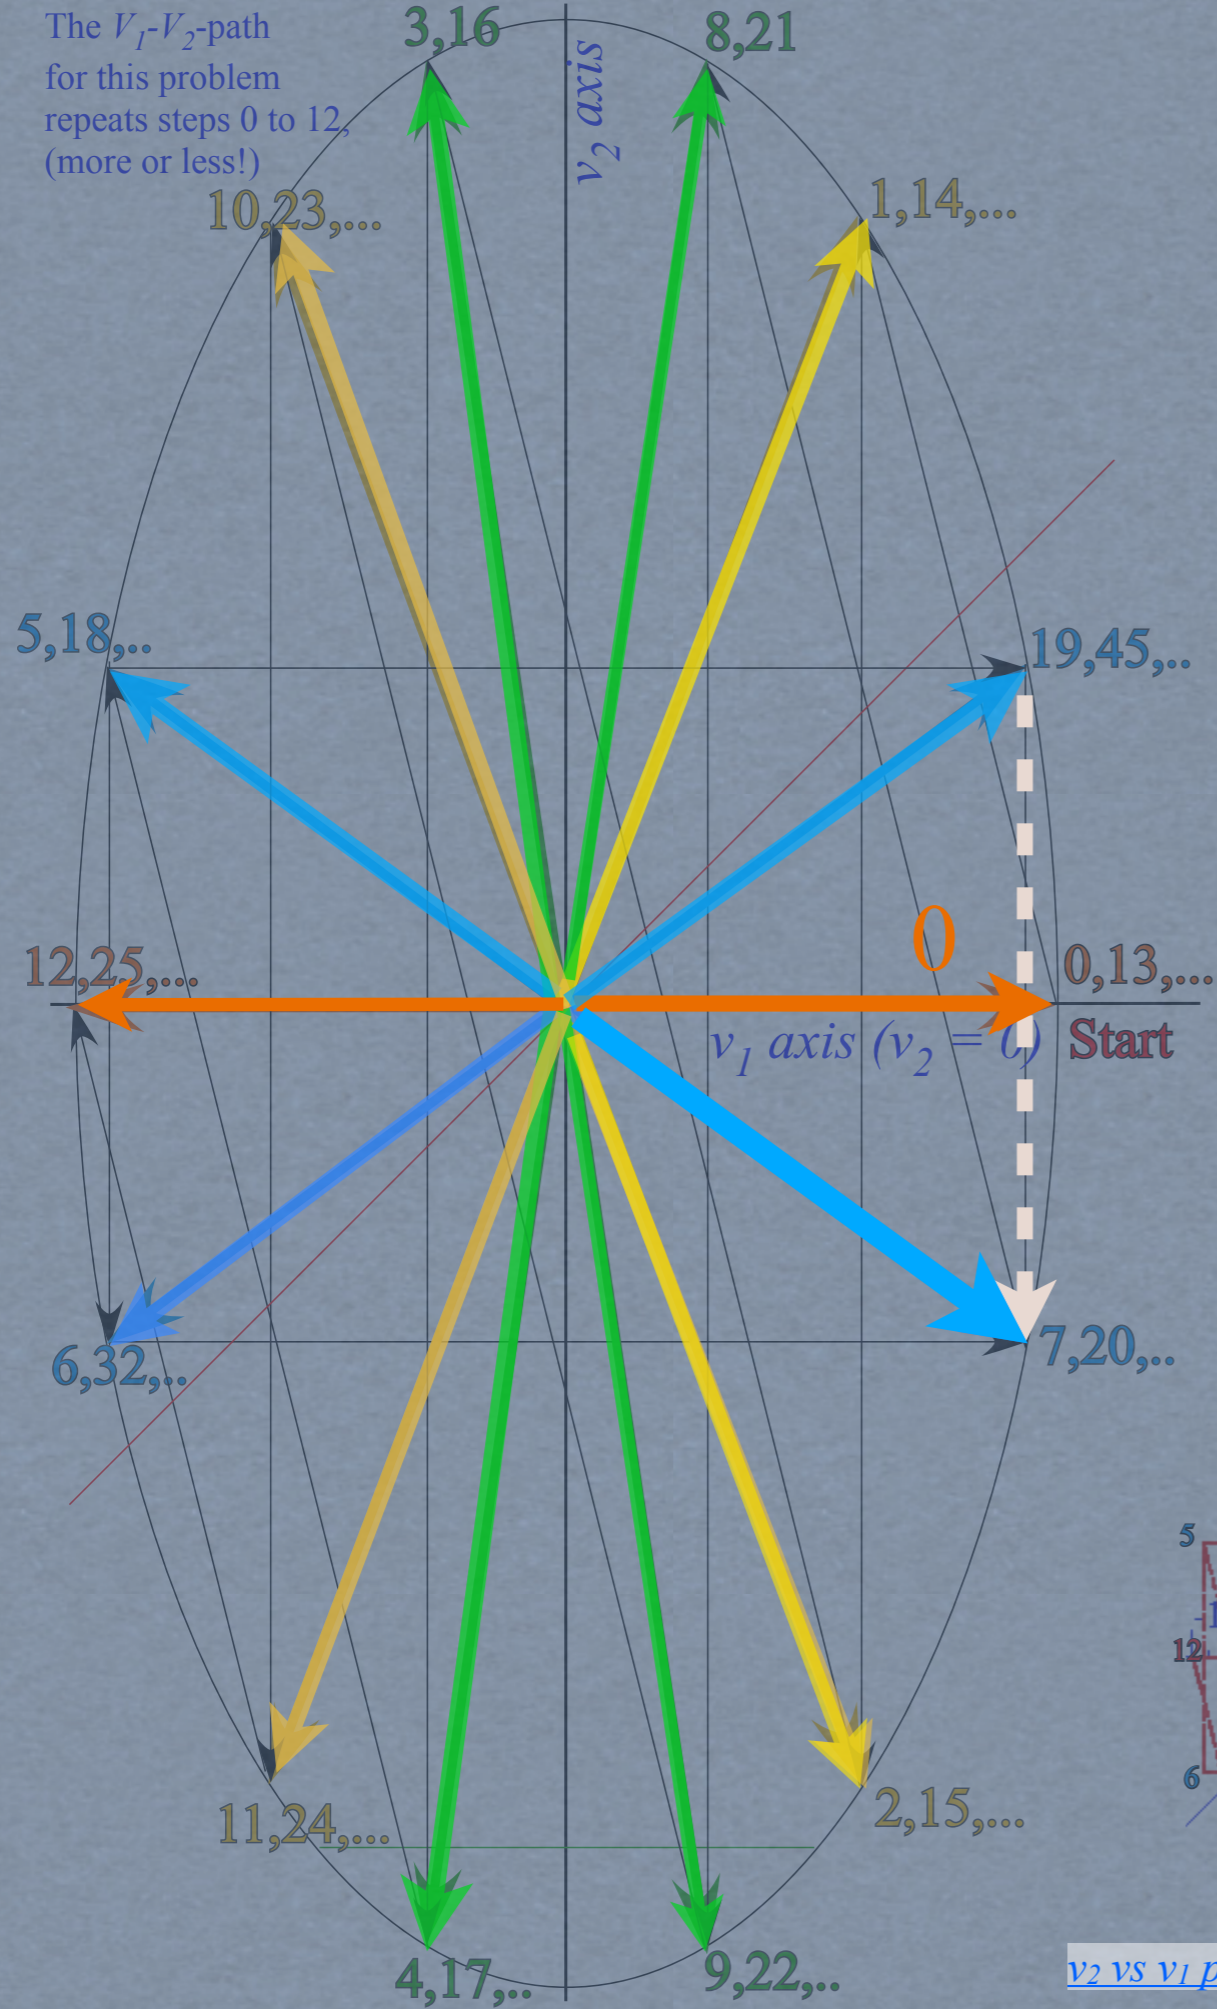 The V1-V2-path
for this problem
repeats steps 0 to 12,
(more or less!)
3,16
8,21
v2 axis
10,23,...
1,14,...
5,18,..
19,45,..
0
12,25,...
0,13,...
v1 axis (v2 = 0)
Start
6,32,..
7,20,..
5
-1
12
6
11,24,...
2,15,...
4,17,..
9,22,..
v2 vs v1 p